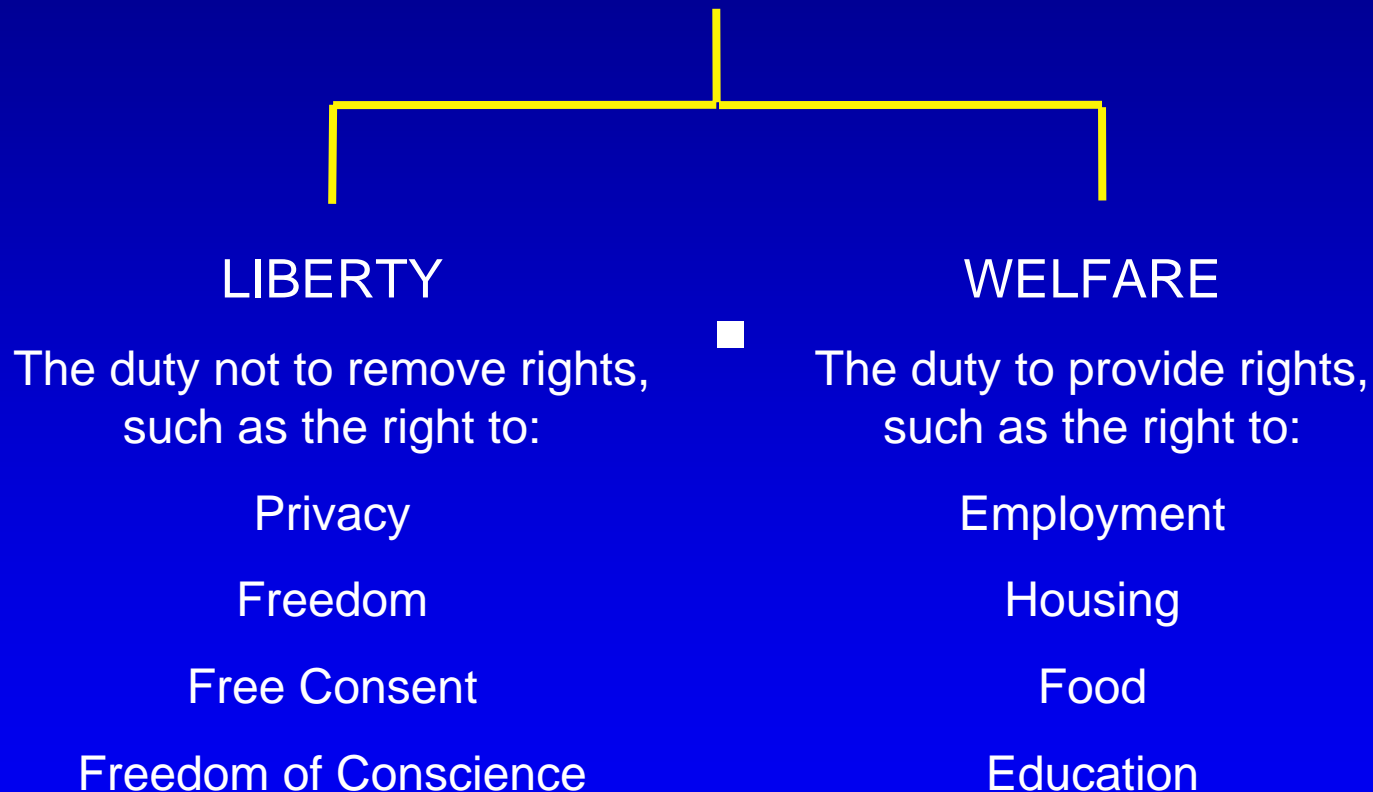 LIBERTY
The duty not to remove rights,
such as the right to:
Privacy
Freedom
Free Consent
Freedom of Conscience
WELFARE
The duty to provide rights,
such as the right to:
Employment
Housing
Food
Education